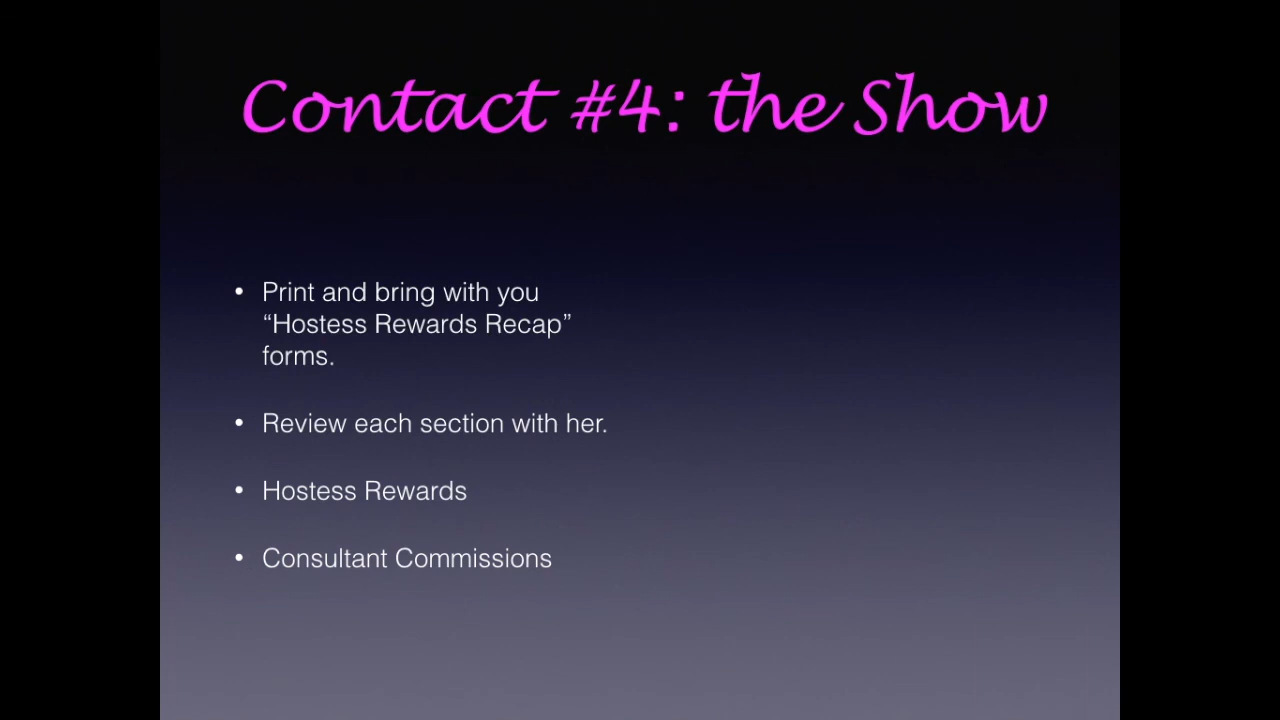 Contact #4: the Show
• Print and bring with you
“Hostess Rewards Recap”
forms.
• Review each section with her.
• Hostess Rewards
• Consultant Commissions